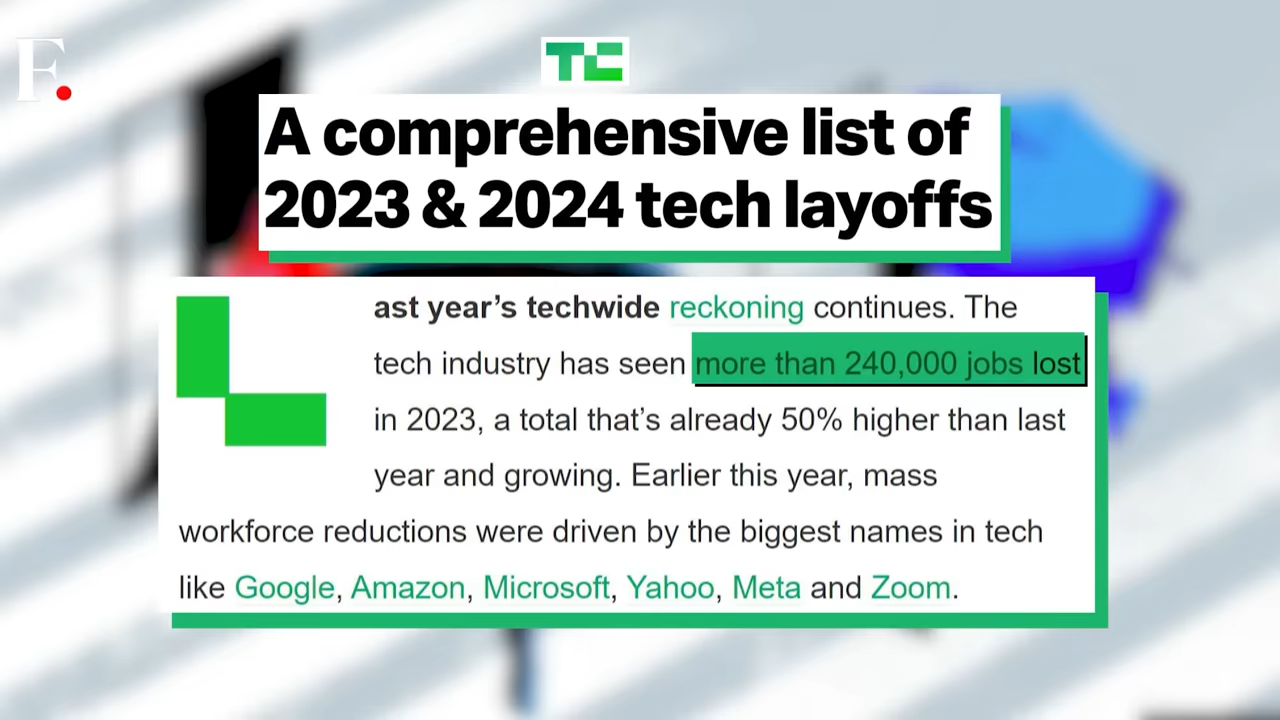 F.
TC
A comprehensive list of
2023 & 2024 tech layoffs
Last year’s techwide reckoning continues. The
tech industry has seen more than 240,000 jobs lost
in 2023, a total that’s already 50% higher than last
year and growing. Earlier this year, mass
workforce reductions were driven by the biggest names in tech
like Google, Amazon, Microsoft, Yahoo, Meta and Zoom.